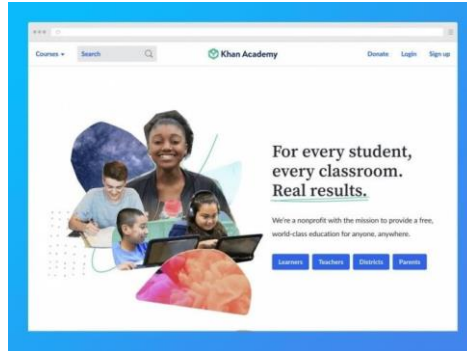 Courses
Search
Khan Academy
Donate
Login
Sign up
For every student,
every classroom.
Real results.
We're a nonprofit with the mission to provide a free,
world-class education for anyone, anywhere.
Learners
Teachers
Districts
Parents